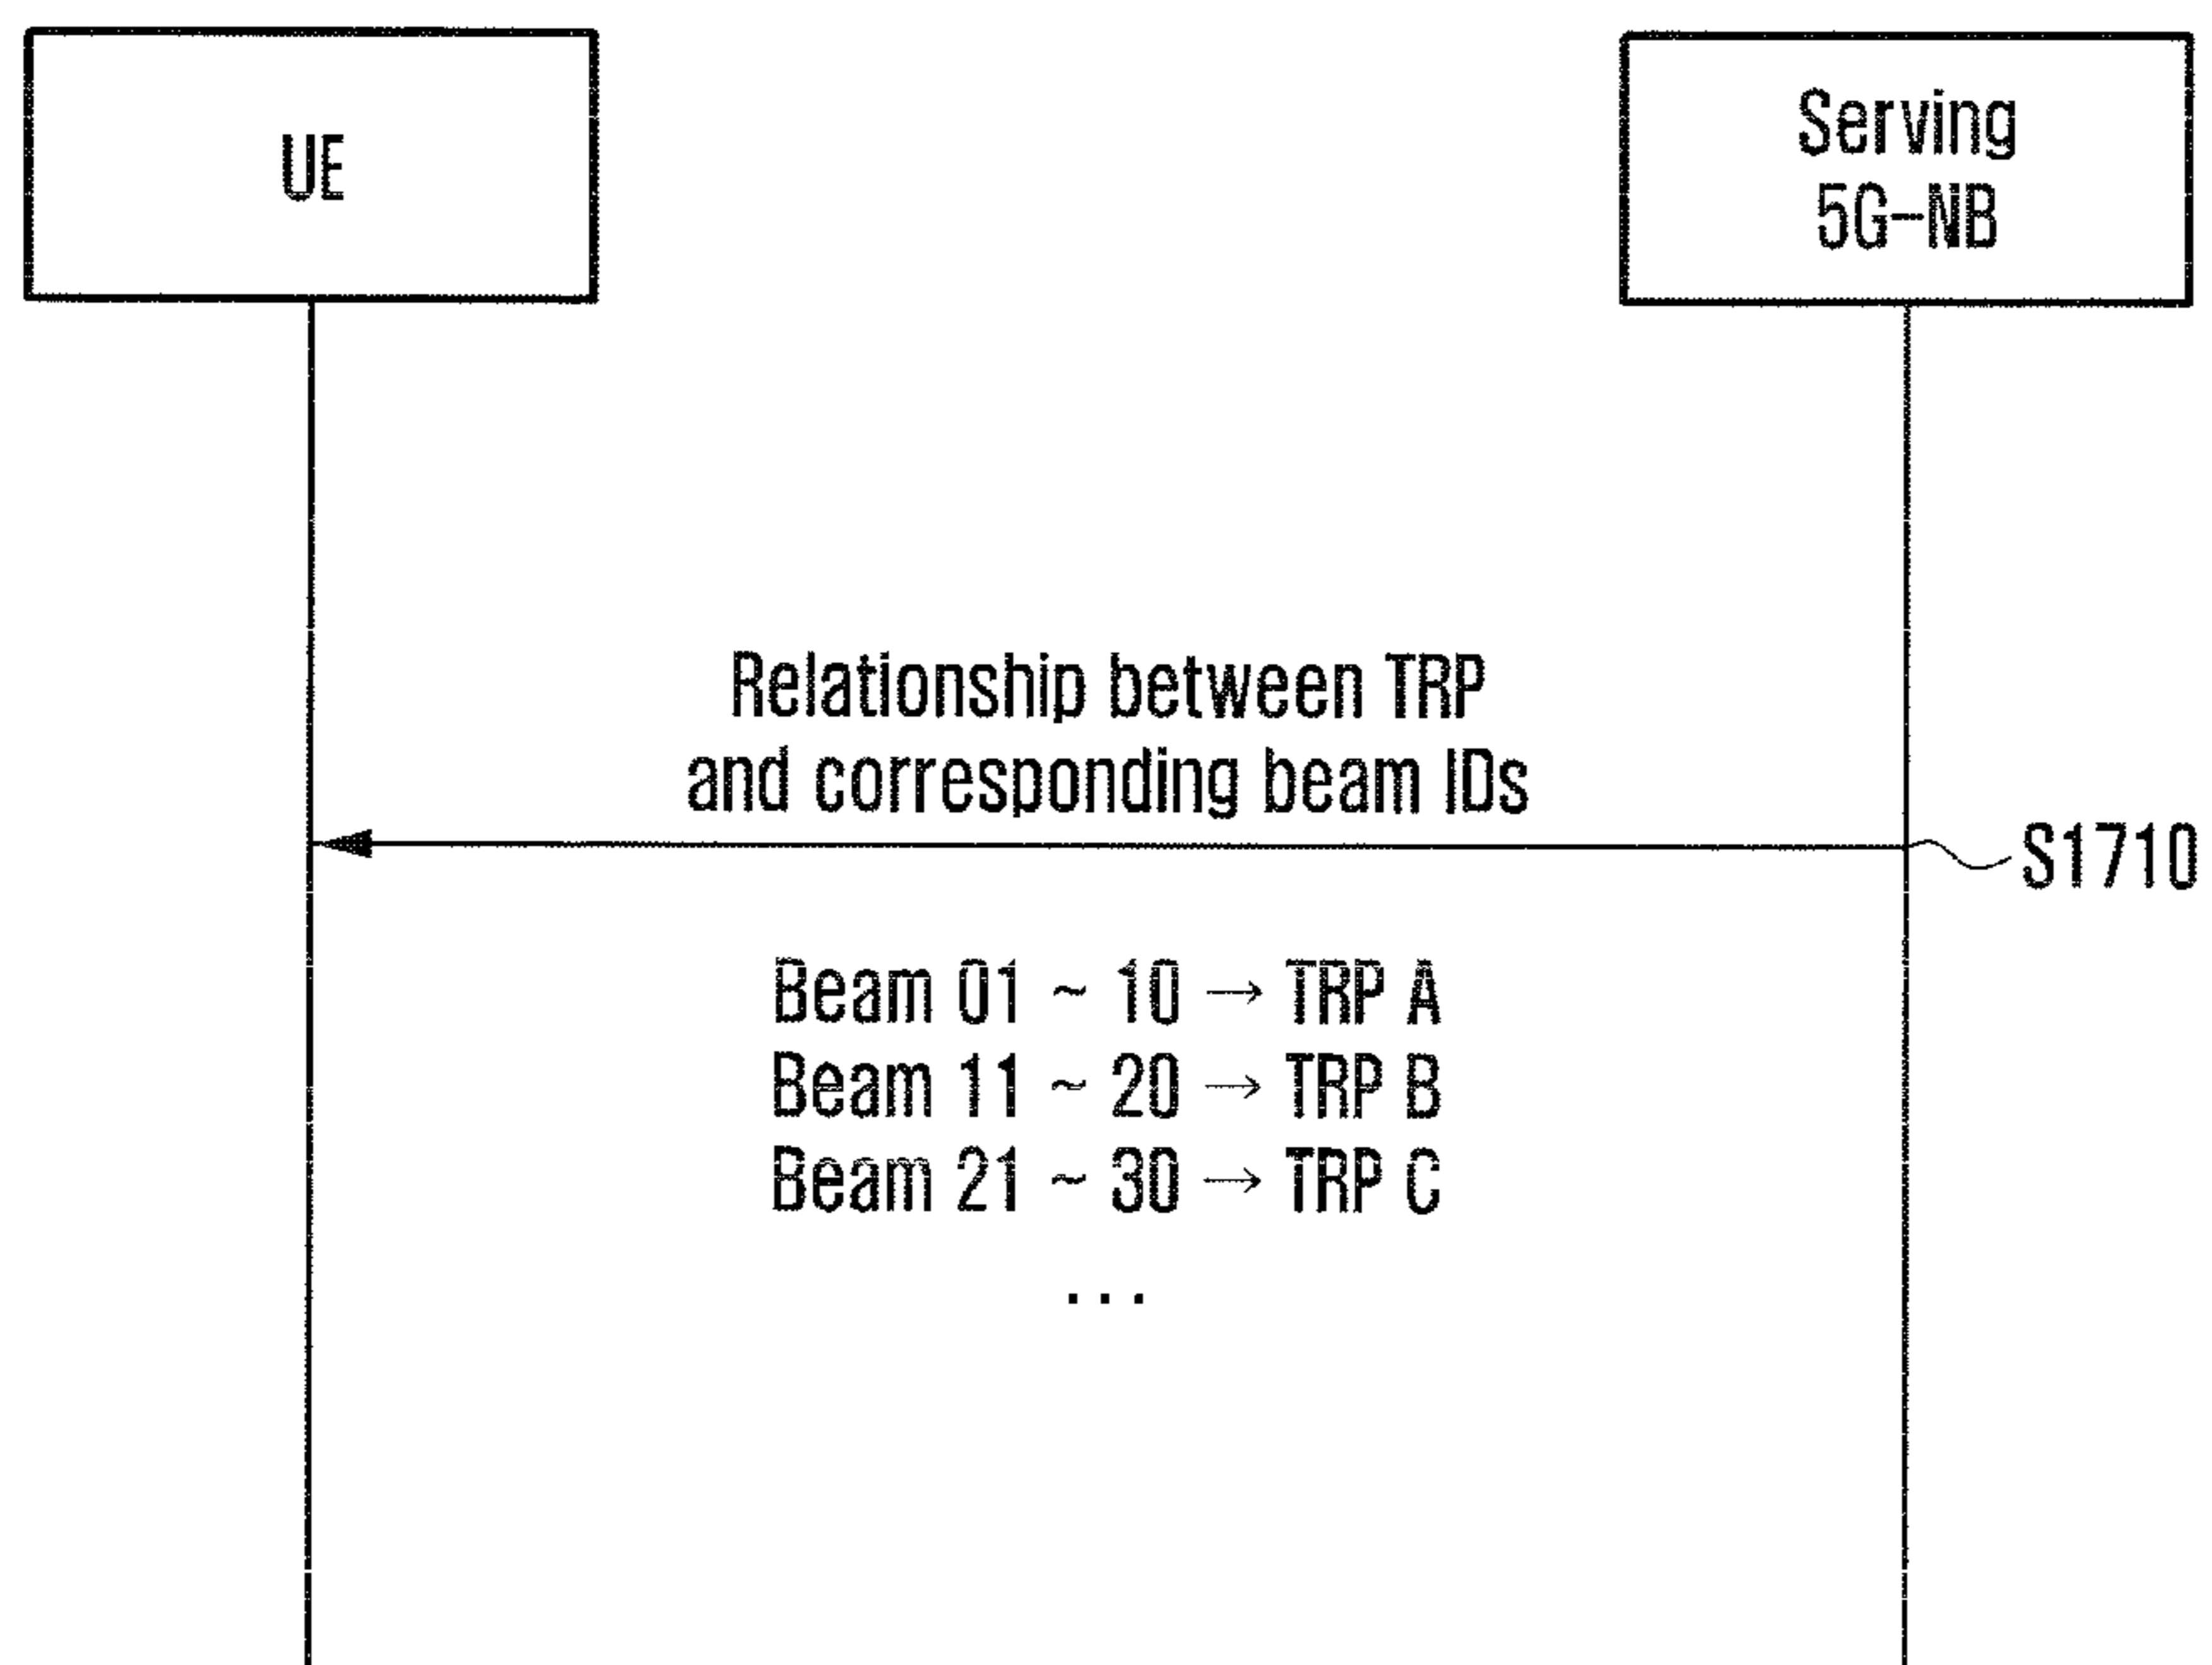 UE
Serving
5G-NB
Relationship between TRP
and corresponding beam IDs
S1710
Beam 01 ~ 10 → TRP A
Beam 11 ~ 20 → TRP B
Beam 21 ~ 30 → TRP C
...